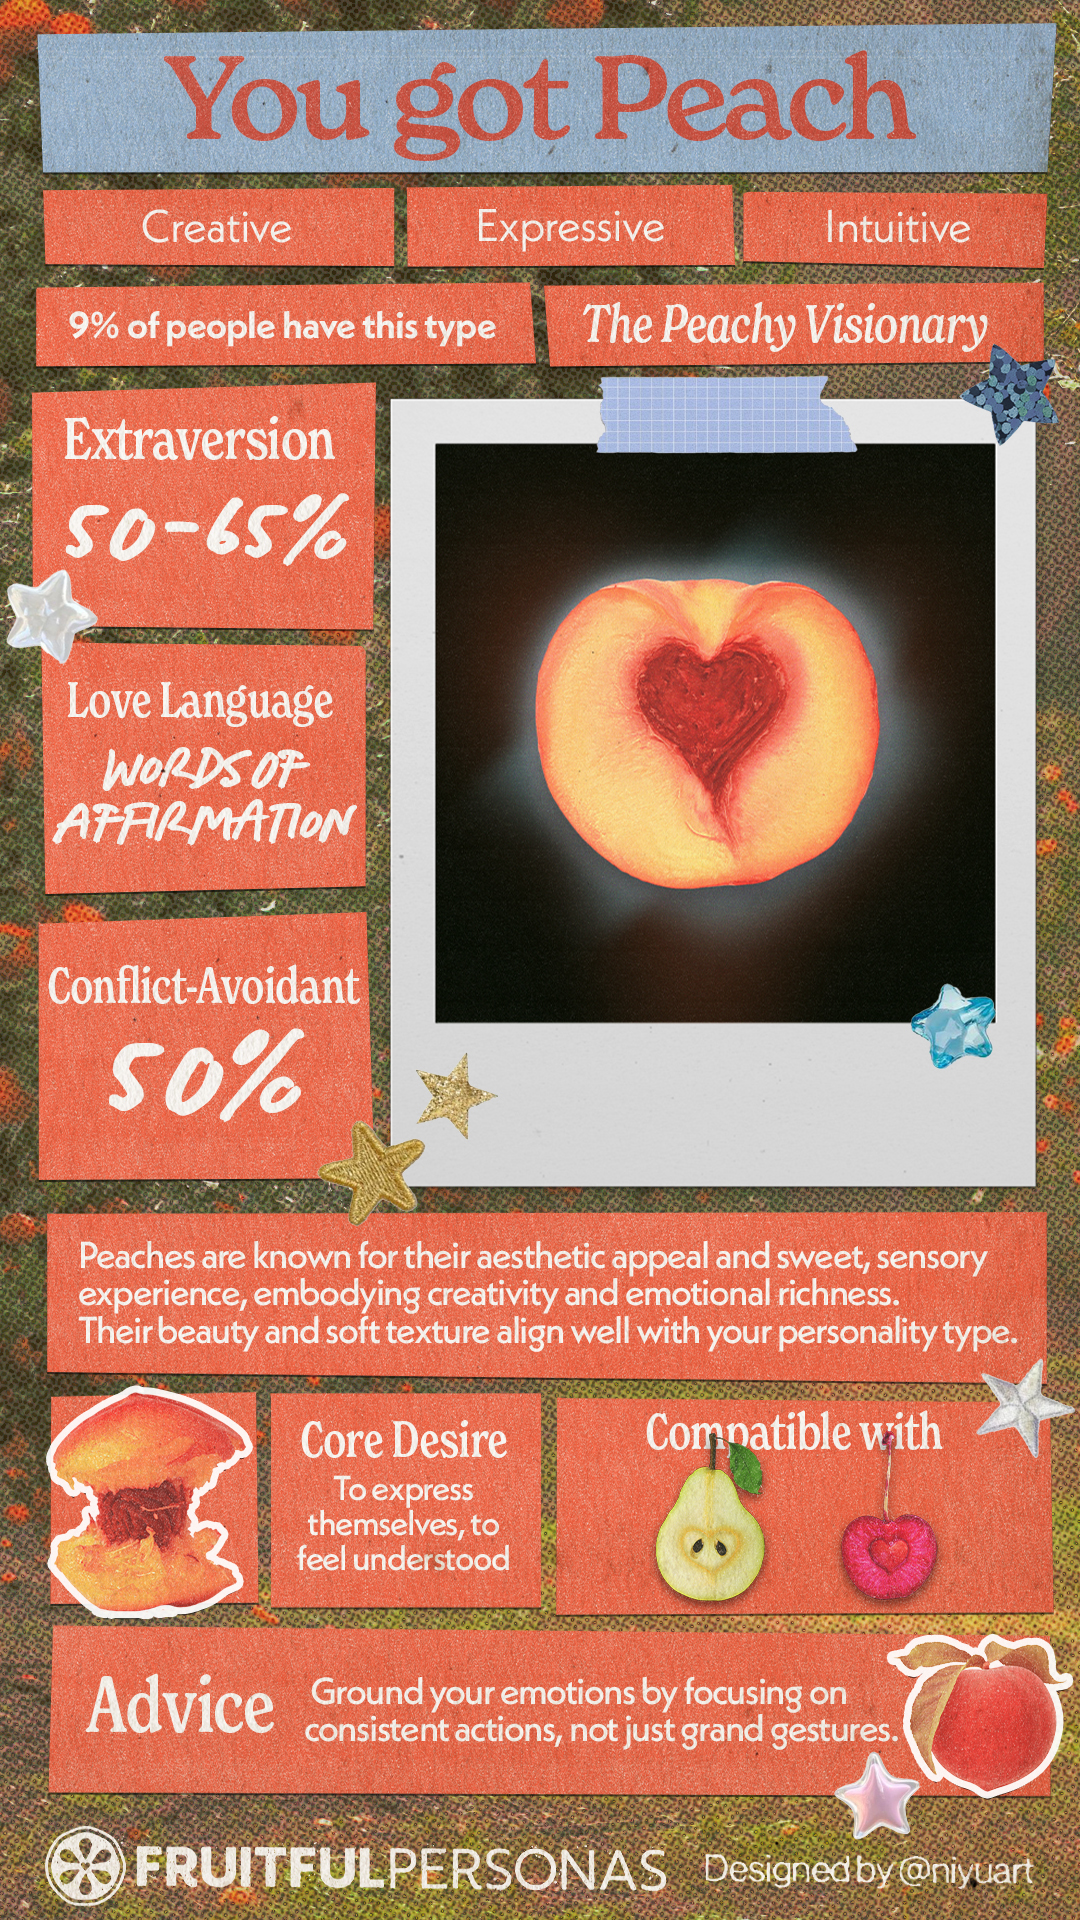 You got Peach
Creative
Expressive
Intuitive
9% of people have this type
The Peachy Visionary
Extraversion
50-65%
Love Language
WORDS OF
AFFIRMATION
Conflict-Avoidant
50%
Peaches are known for their aesthetic appeal and sweet, sensory
experience, embodying creativity and emotional richness.
Their beauty and soft texture align well with your personality type.
Core Desire
To express
themselves, to
feel understood
Compatible with
Advice
Ground your emotions by focusing on
consistent actions, not just grand gestures.
FRUITFULPERSONAS
Designed by @niyuart